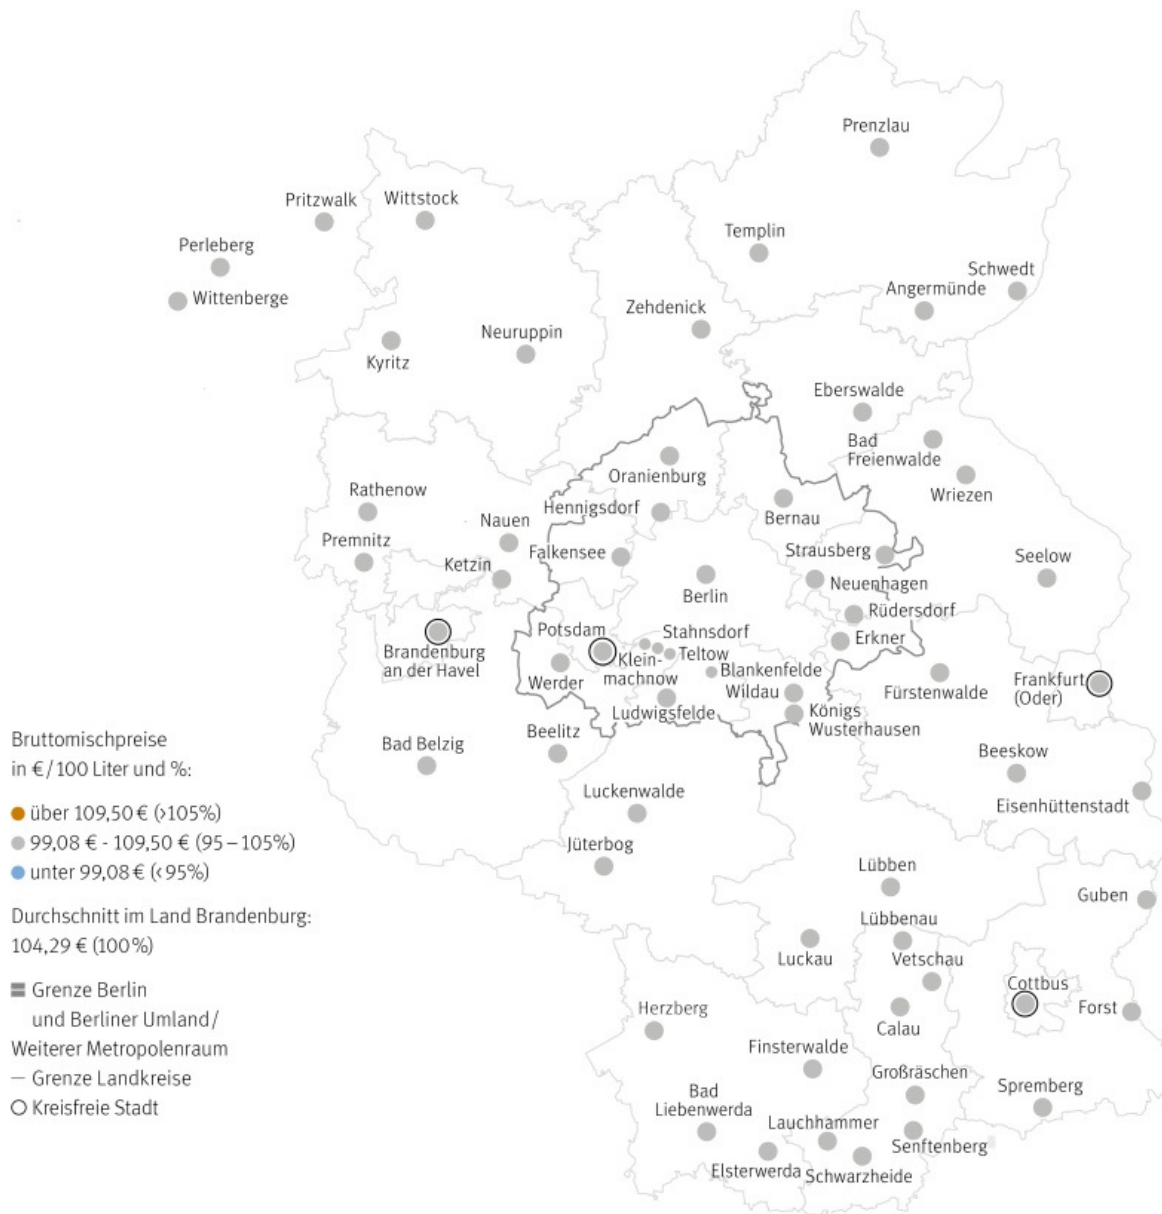 Prenzlau
Pritzwalk
Wittstock
Templin
Perleberg
Schwedt
Wittenberge
Angermünde
Zehdenick
Neuruppin
Kyritz
Eberswalde
Bad
Freienwalde
Oranienburg
Wriezen
Rathenow
Hennigsdorf
Nauen
Bernau
Premnitz
Falkensee
Strausberg
Seelow
Ketzin
Neuenhagen
Berlin
Rüdersdorf
Potsdam
Stahnsdorf
Erkner
Brandenburg
an der Havel
Klein-
machnow
Teltow
Blankenfelde
Werder
Wildau
Fürstenwalde
Frankfurt
(Oder)
Ludwigsfelde
Königs
Wusterhausen
Beelitz
Bad Belzig
Beeskow
Luckenwalde
Eisenhüttenstadt
Jüterbog
Bruttomischpreise
in €/100 Liter und %:
über 109,50 € (>105%)
99,08 € - 109,50 € (95–105%)
unter 99,08 € (<95%)
Durchschnitt im Land Brandenburg:
104,29 € (100%)
Grenze Berlin
und Berliner Umland/
Weiterer Metropolenraum
Grenze Landkreise
Kreisfreie Stadt
Lübben
Guben
Lübbenau
Luckau
Vetschau
Cottbus
Herzberg
Calau
Forst
Finsterwalde
Großräschen
Spremberg
Bad
Liebenwerda
Lauchhammer
Senftenberg
Elsterwerda
Schwarzheide